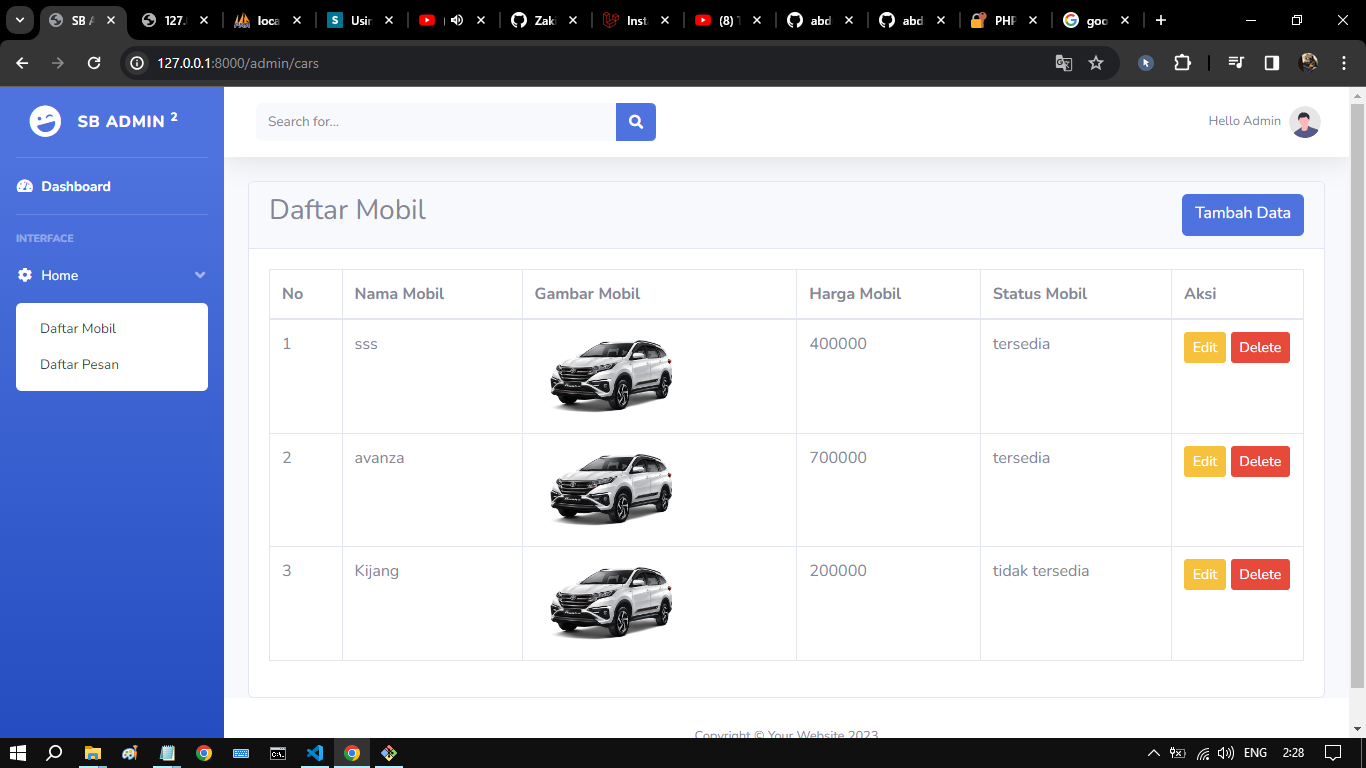 SB A
127.
loca
Usir
(
Zaki
Inst
(8) T
abd
abd
PHP
goo
127.0.0.1:8000/admin/cars
SB ADMIN 2
Search for...
Hello Admin
Dashboard
INTERFACE
Home
Daftar Mobil
Daftar Pesan
Daftar Mobil
Tambah Data
No Nama Mobil Gambar Mobil Harga Mobil Status Mobil Aksi
1 sss 400000 tersedia Edit Delete
2 avanza 700000 tersedia Edit Delete
3 Kijang 200000 tidak tersedia Edit Delete
Copyright © Your Website 2023
ENG 2:28